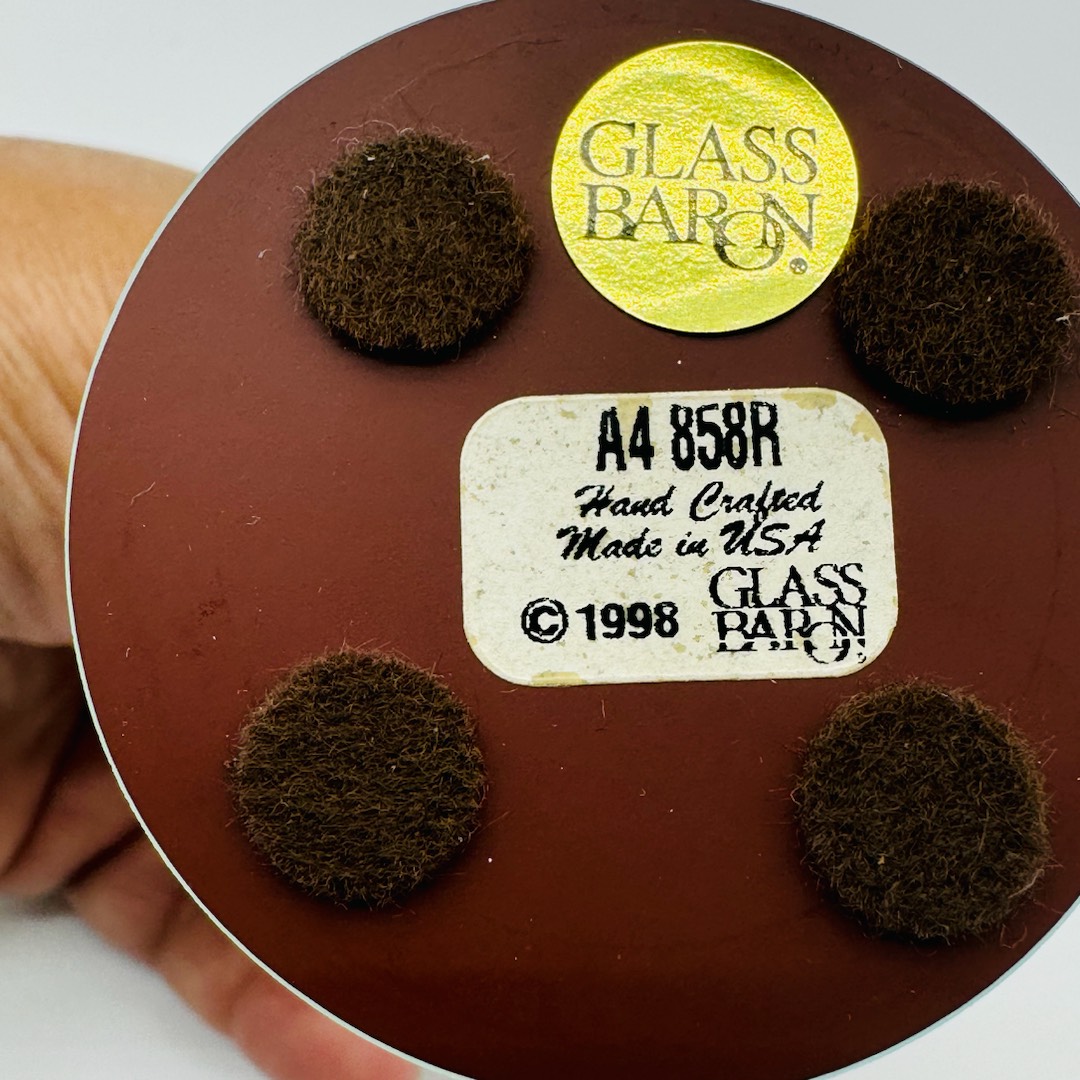 GLASS
BARON®
A4 858R
Hand Crafted
Made in USA
© 1998 GLASS
BARON®